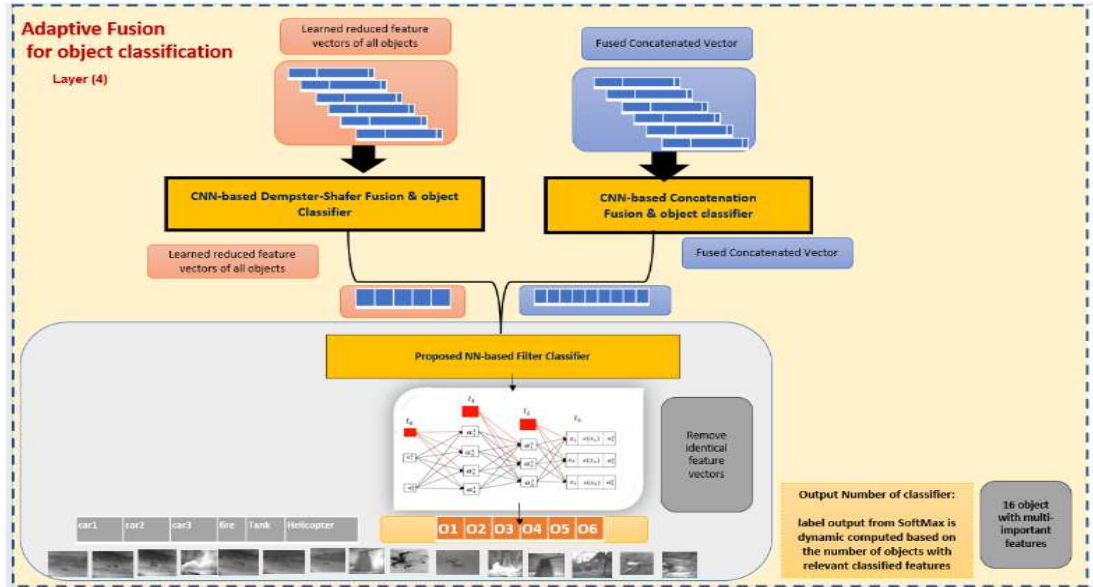 Adaptive Fusion
for object classification
Layer (4)
Learned reduced feature
vectors of all objects
Fused Concatenated Vector
CNN-based Dempster-Shafer Fusion & object
Classifier
CNN-based Concatenation
Fusion & object classifier
Learned reduced feature
vectors of all objects
Fused Concatenated Vector
Proposed NN-based Filter Classifier
Remove
identical
feature
vectors
car1 car2 car3 fire Tank Helicopter
O1 O2 O3 O4 O5 O6
Output Number of classifier:
label output from SoftMax is
dynamic computed based on
the number of objects with
relevant classified features
16 object
with multi-
important
features